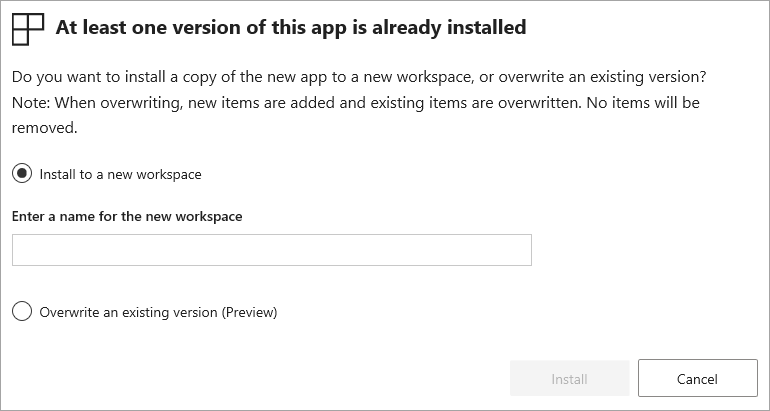 At least one version of this app is already installed
Do you want to install a copy of the new app to a new workspace, or overwrite an existing version?
Note: When overwriting, new items are added and existing items are overwritten. No items will be
removed.
Install to a new workspace
Enter a name for the new workspace
Overwrite an existing version (Preview)
Install
Cancel